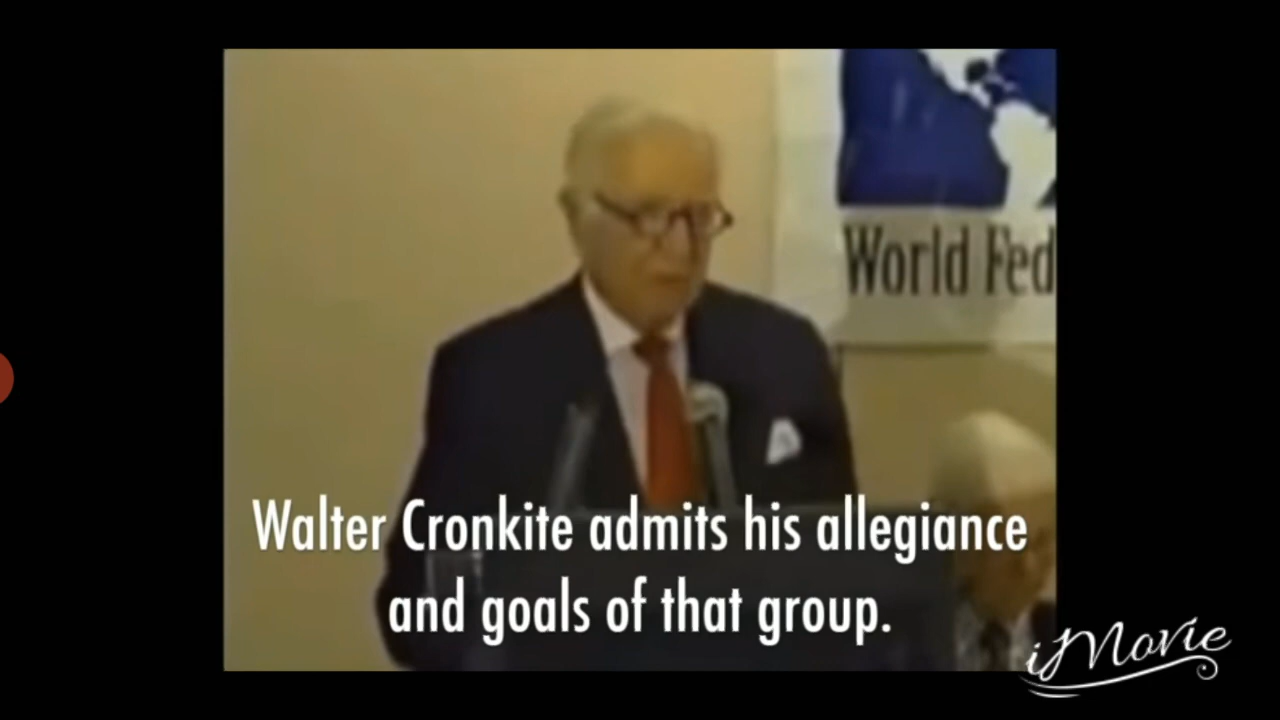 World Fed
Walter Cronkite admits his allegiance
and goals of that group.
iMovie